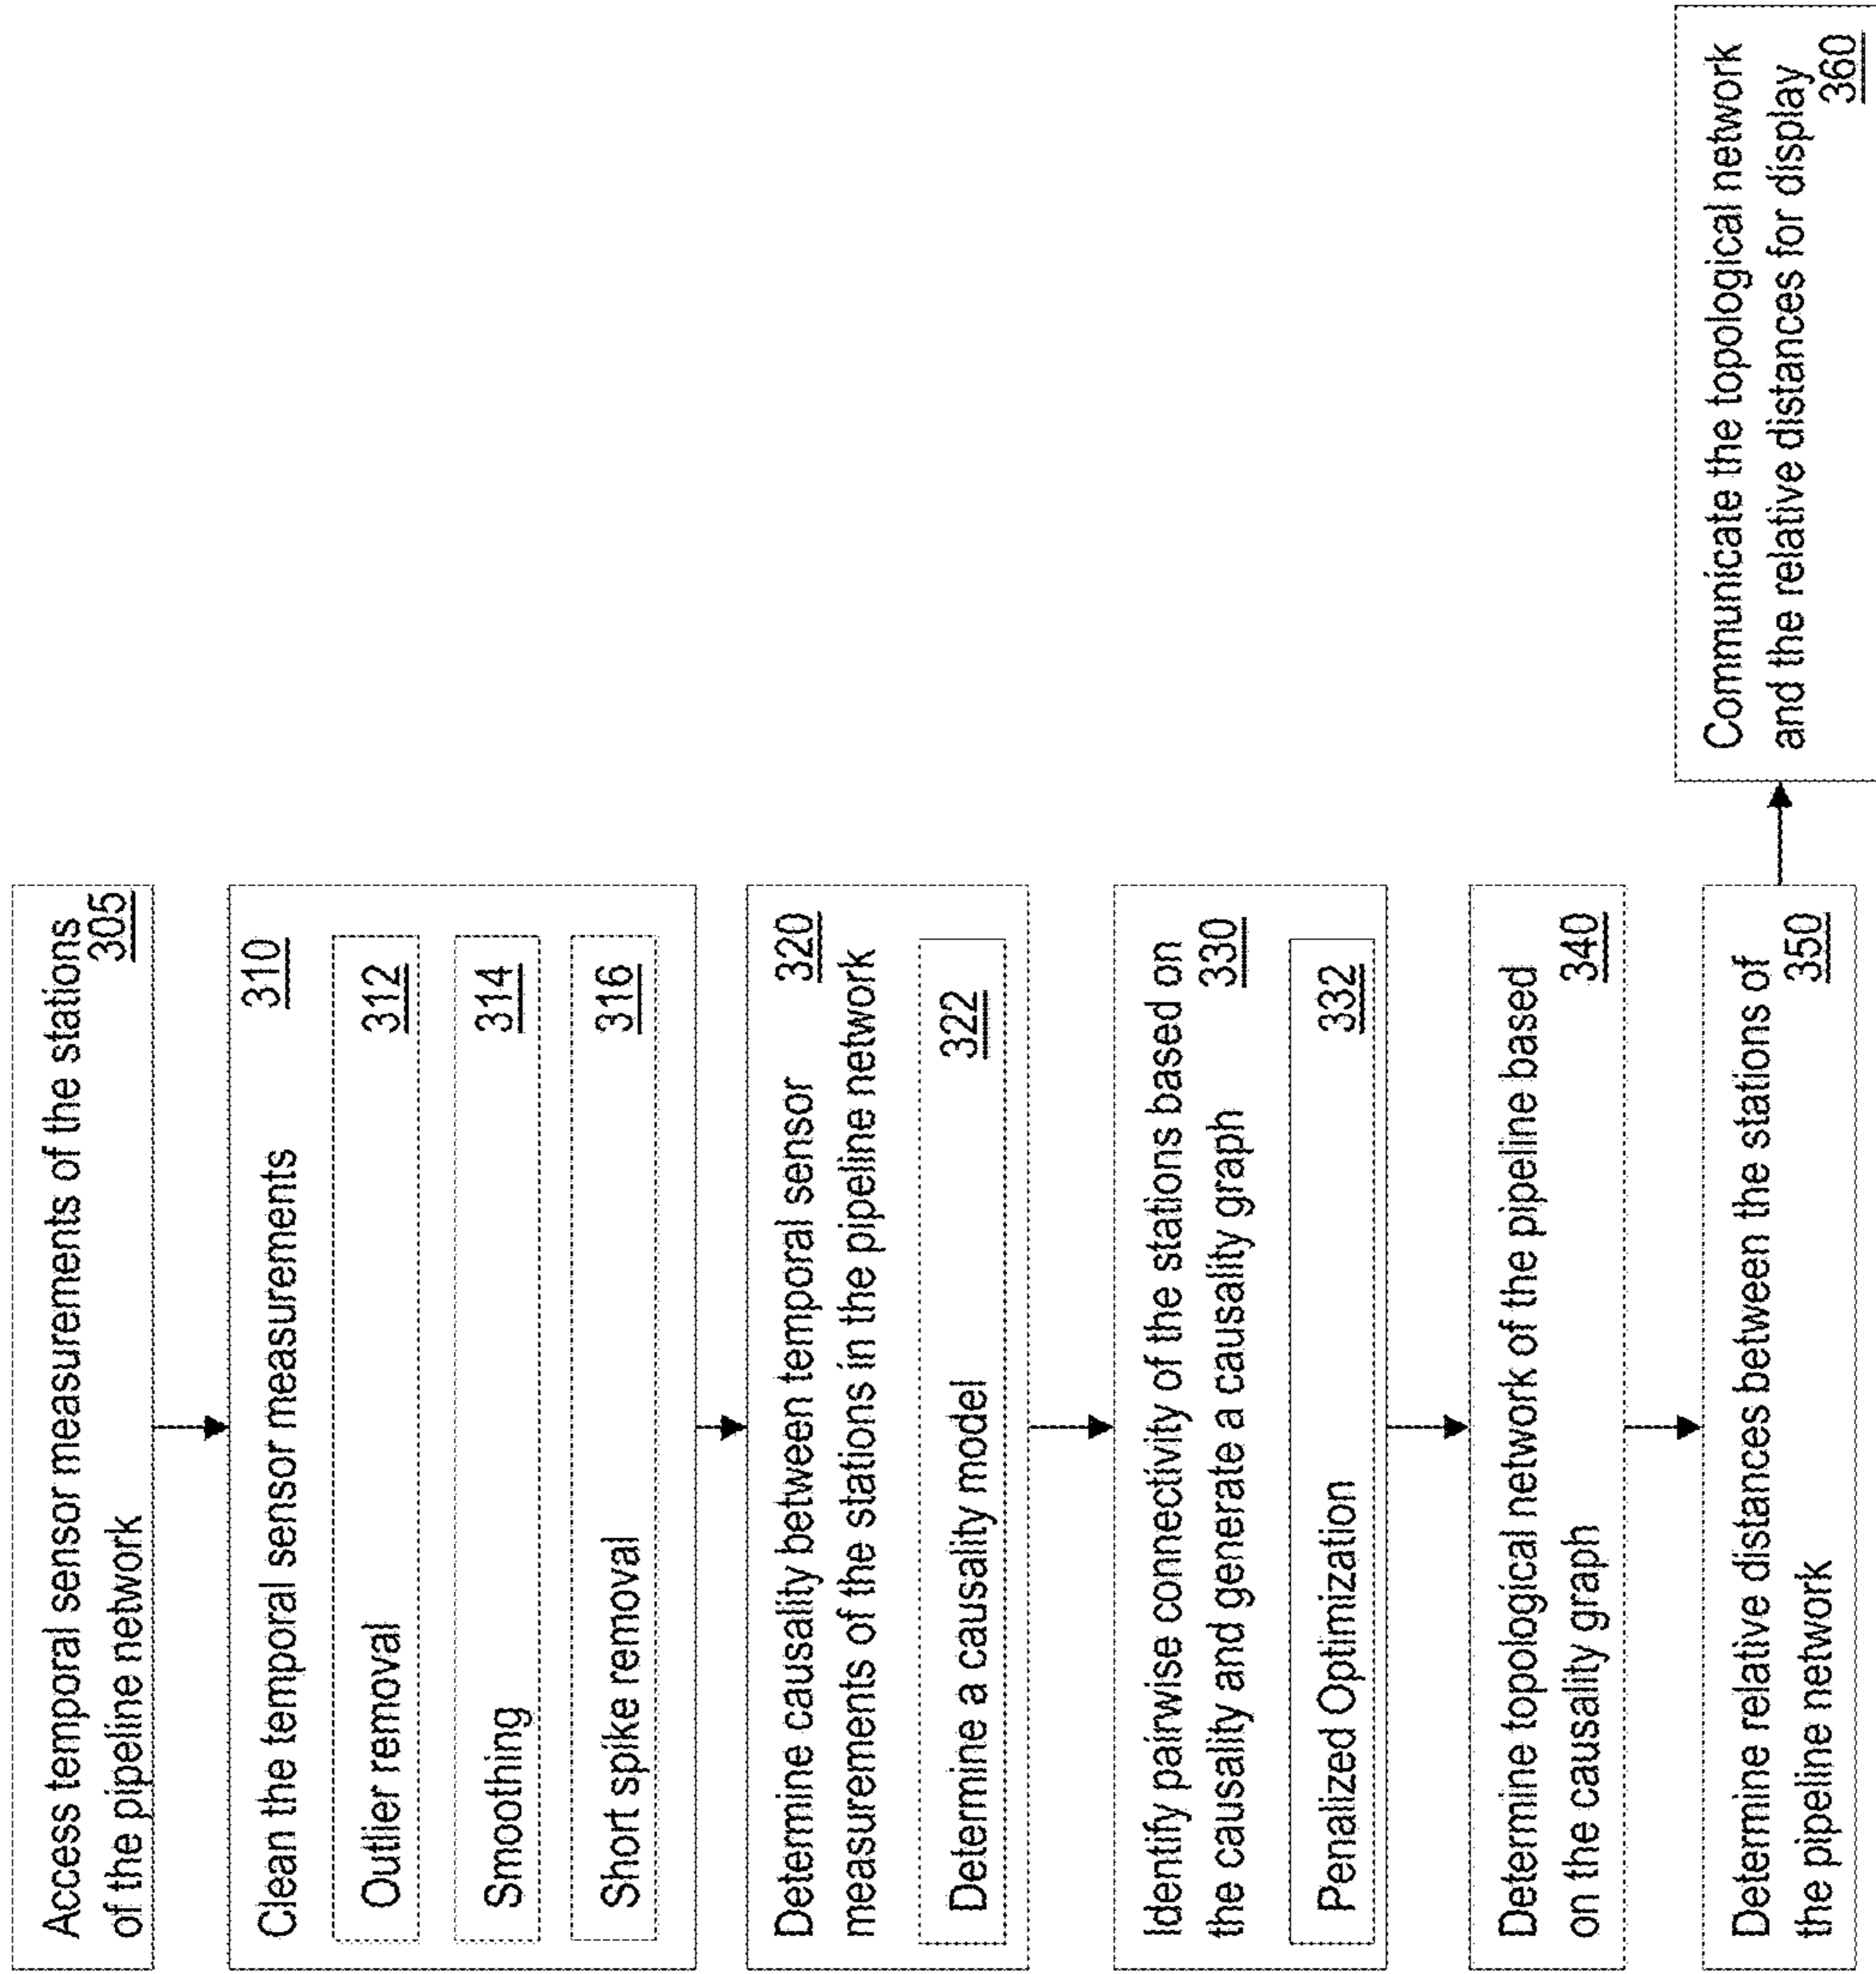 Access temporal sensor measurements of the stations
of the pipeline network 305
Clean the temporal sensor measurements 310
Outlier removal 312
Smoothing 314
Short spike removal 316
Determine causality between temporal sensor 320
measurements of the stations in the pipeline network
Determine a causality model 322
Identify pairwise connectivity of the stations based on
the causality and generate a causality graph 330
Penalized Optimization 332
Determine topological network of the pipeline based
on the causality graph 340
Determine relative distances between the stations of
the pipeline network 350
Communicate the topological network
and the relative distances for display
360